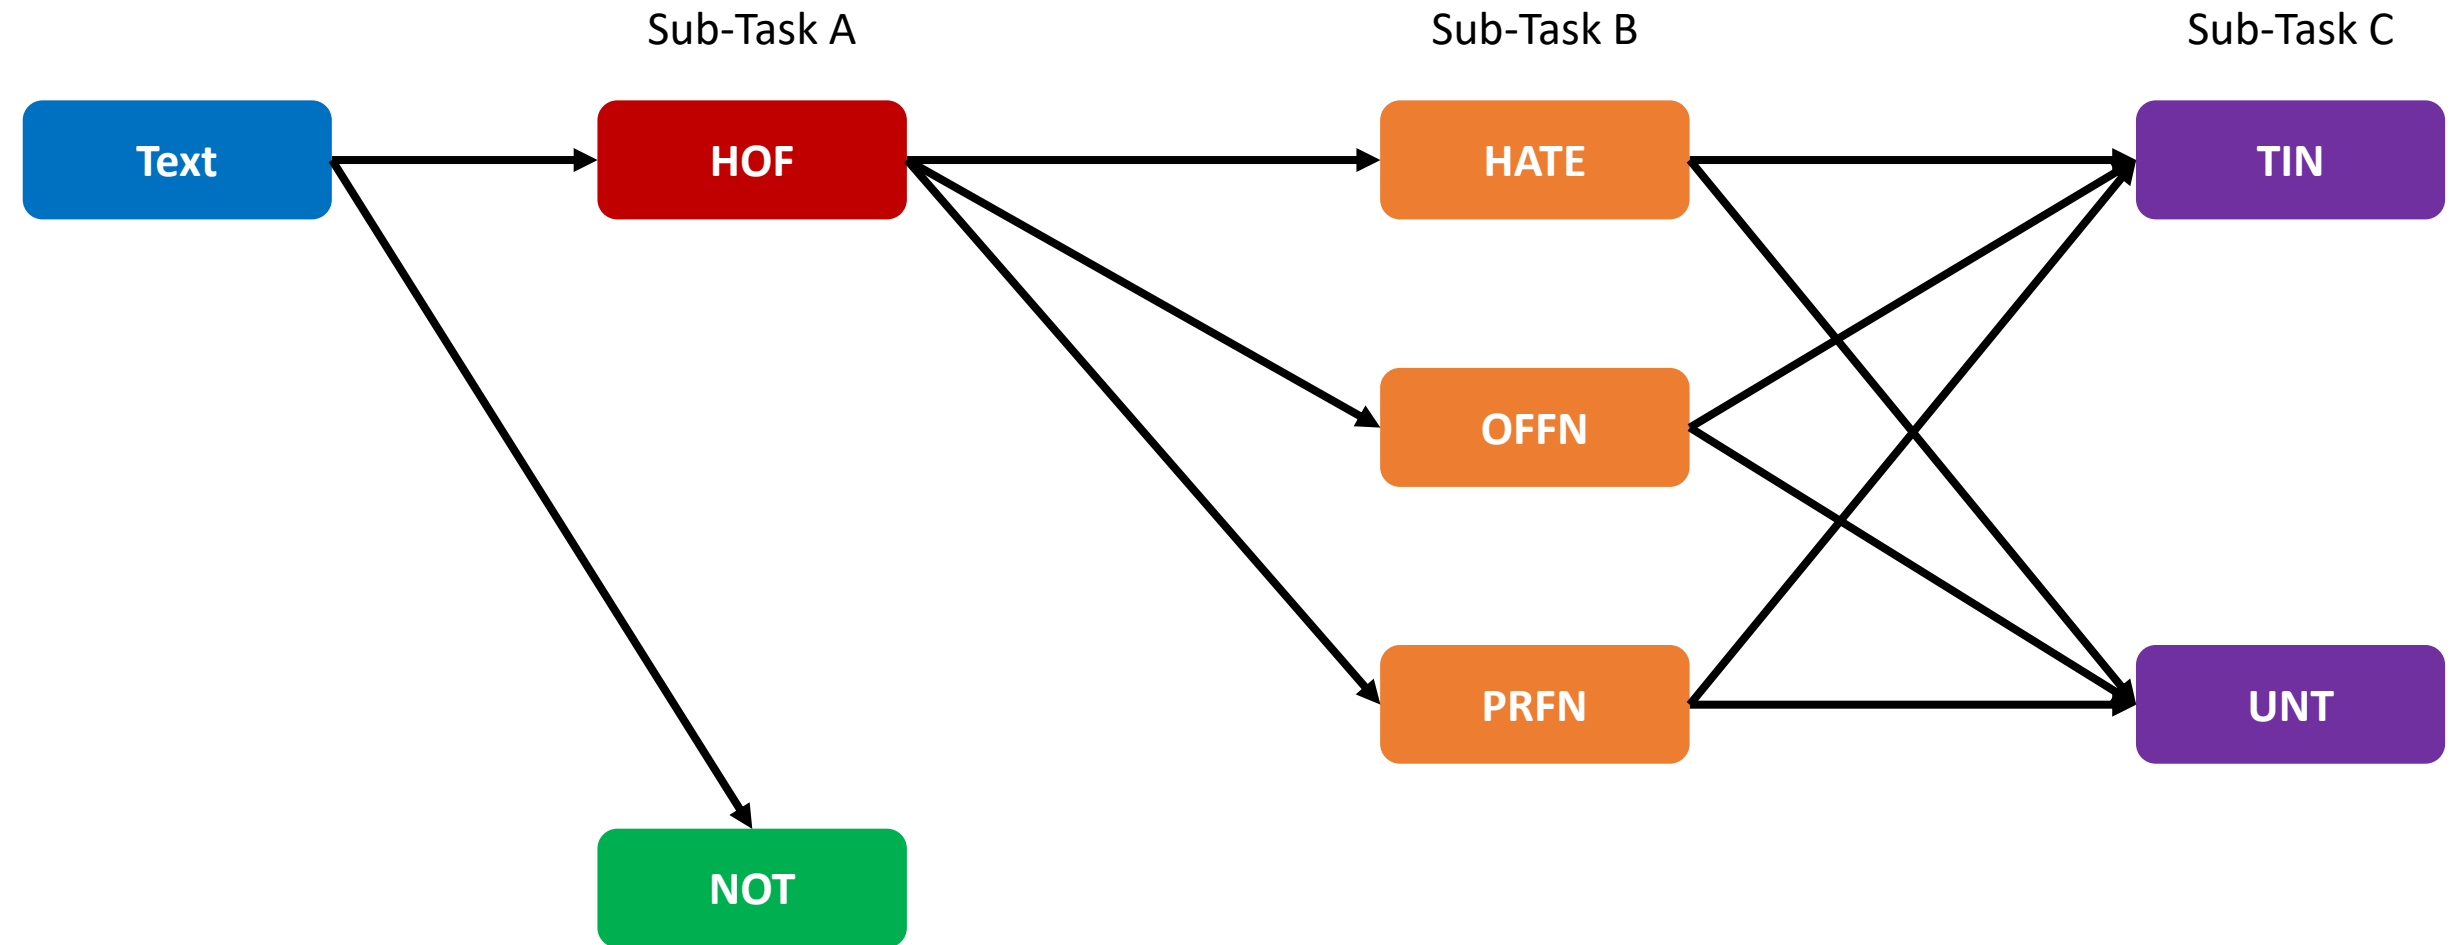 Sub-Task A
Sub-Task B
Sub-Task C
Text
HOF
HATE
TIN
OFFN
PRFN
UNT
NOT